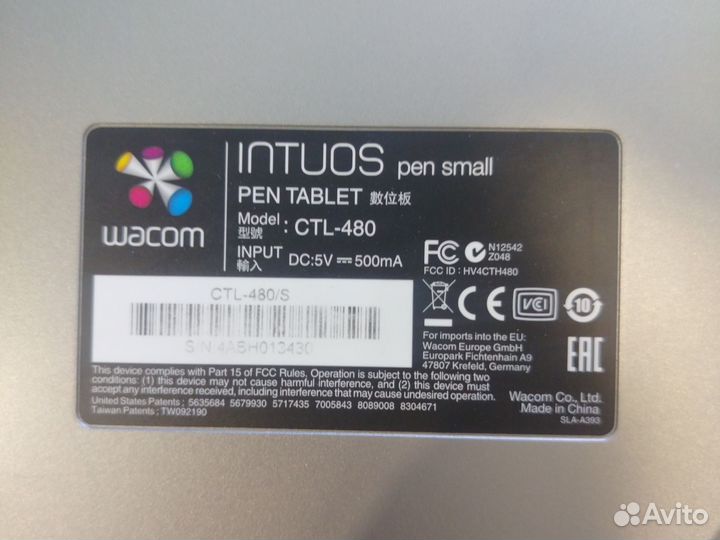 wacom
INTUOS pen small
PEN TABLET 數位板
Model
型號 : CTL-480
INPUT
輸入 DC:5V ⎓ 500mA
FC N12542
Z048
FCC ID : HV4CTH480
CE VCCI 10
CTL-480/S
S/N 4ABH013430
For imports into the EU:
Wacom Europe GmbH
Europark Fichtenhain A9
47807 Krefeld, Germany
EAC
This device complies with Part 15 of FCC Rules. Operation is subject to the following two
conditions: (1) this device may not cause harmful interference, and (2) this device must
accept any interference received, including interference that may cause undesired operation.
United States Patents ; 5635684 5679930 5717435 7005843 8089008 8304671
Taiwan Patents ; TW092190
Wacom Co., Ltd.
Made in China
SLA-A393
Avito